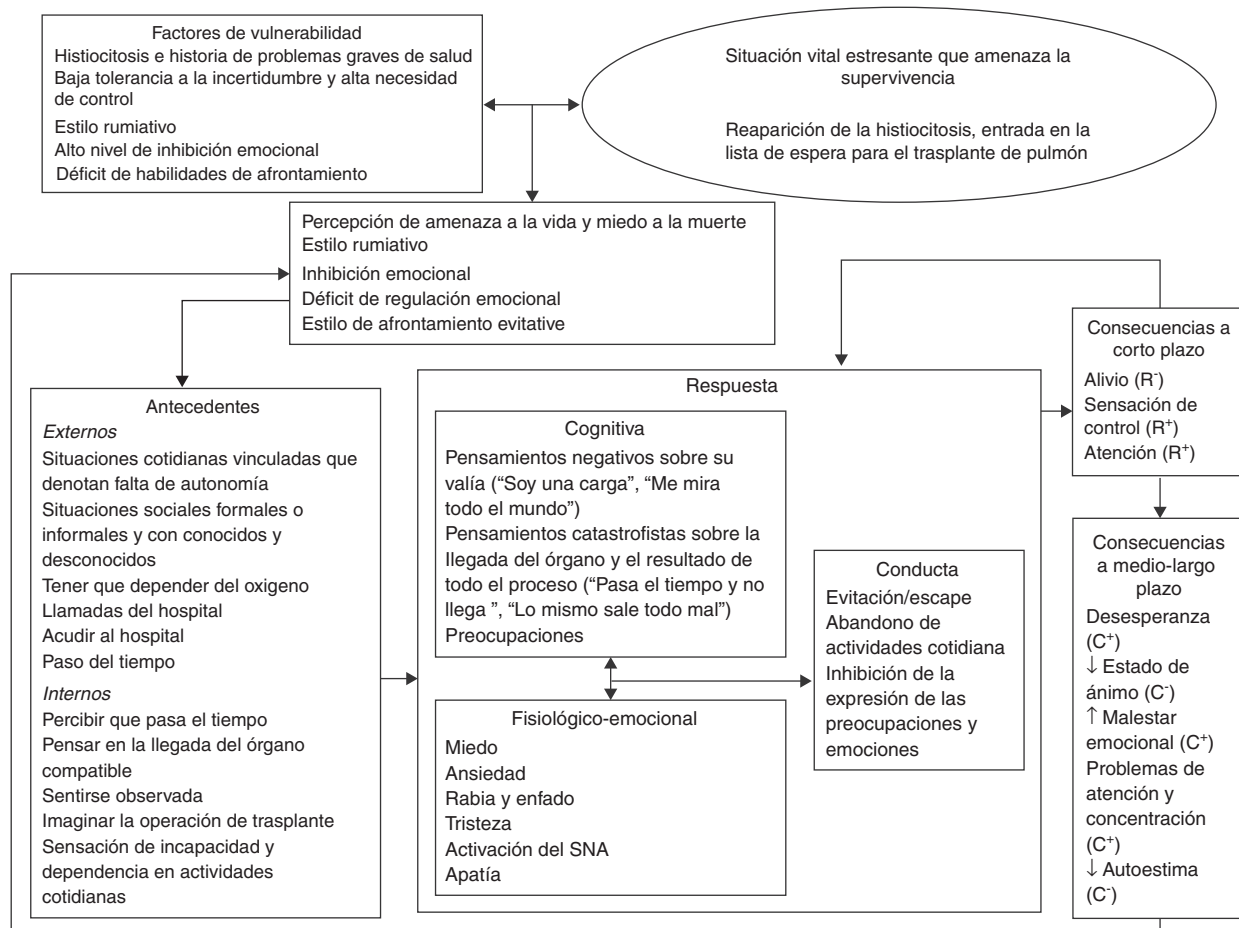 Factores de vulnerabilidad
Histiocitosis e historia de problemas graves de salud
Baja tolerancia a la incertidumbre y alta necesidad
de control
Estilo rumiativo
Alto nivel de inhibición emocional
Déficit de habilidades de afrontamiento
Situación vital estresante que amenaza la
supervivencia
Reaparición de la histiocitosis, entrada en la
lista de espera para el trasplante de pulmón
Percepción de amenaza a la vida y miedo a la muerte
Estilo rumiativo
Inhibición emocional
Déficit de regulación emocional
Estilo de afrontamiento evitative
Antecedentes
Externos
Situaciones cotidianas vinculadas que
denotan falta de autonomía
Situaciones sociales formales o
informales y con conocidos y
desconocidos
Tener que depender del oxigeno
Llamadas del hospital
Acudir al hospital
Paso del tiempo
Internos
Percibir que pasa el tiempo
Pensar en la llegada del órgano
compatible
Sentirse observada
Imaginar la operación de trasplante
Sensación de incapacidad y
dependencia en actividades
cotidianas
Respuesta
Cognitiva
Pensamientos negativos sobre su
valía (“Soy una carga”, “Me mira
todo el mundo”)
Pensamientos catastrofistas sobre la
llegada del órgano y el resultado de
todo el proceso (“Pasa el tiempo y no
llega ”, “Lo mismo sale todo mal”)
Preocupaciones
Fisiológico-emocional
Miedo
Ansiedad
Rabia y enfado
Tristeza
Activación del SNA
Apatía
Conducta
Evitación/escape
Abandono de
actividades cotidiana
Inhibición de la
expresión de las
preocupaciones y
emociones
Consecuencias a
corto plazo
Alivio (R⁻)
Sensación de
control (R⁺)
Atención (R⁺)
Consecuencias
a medio-largo
plazo
Desesperanza
(C⁺)
↓ Estado de
ánimo (C⁻)
↑ Malestar
emocional (C⁺)
Problemas de
atención y
concentración
(C⁺)
↓ Autoestima
(C⁻)